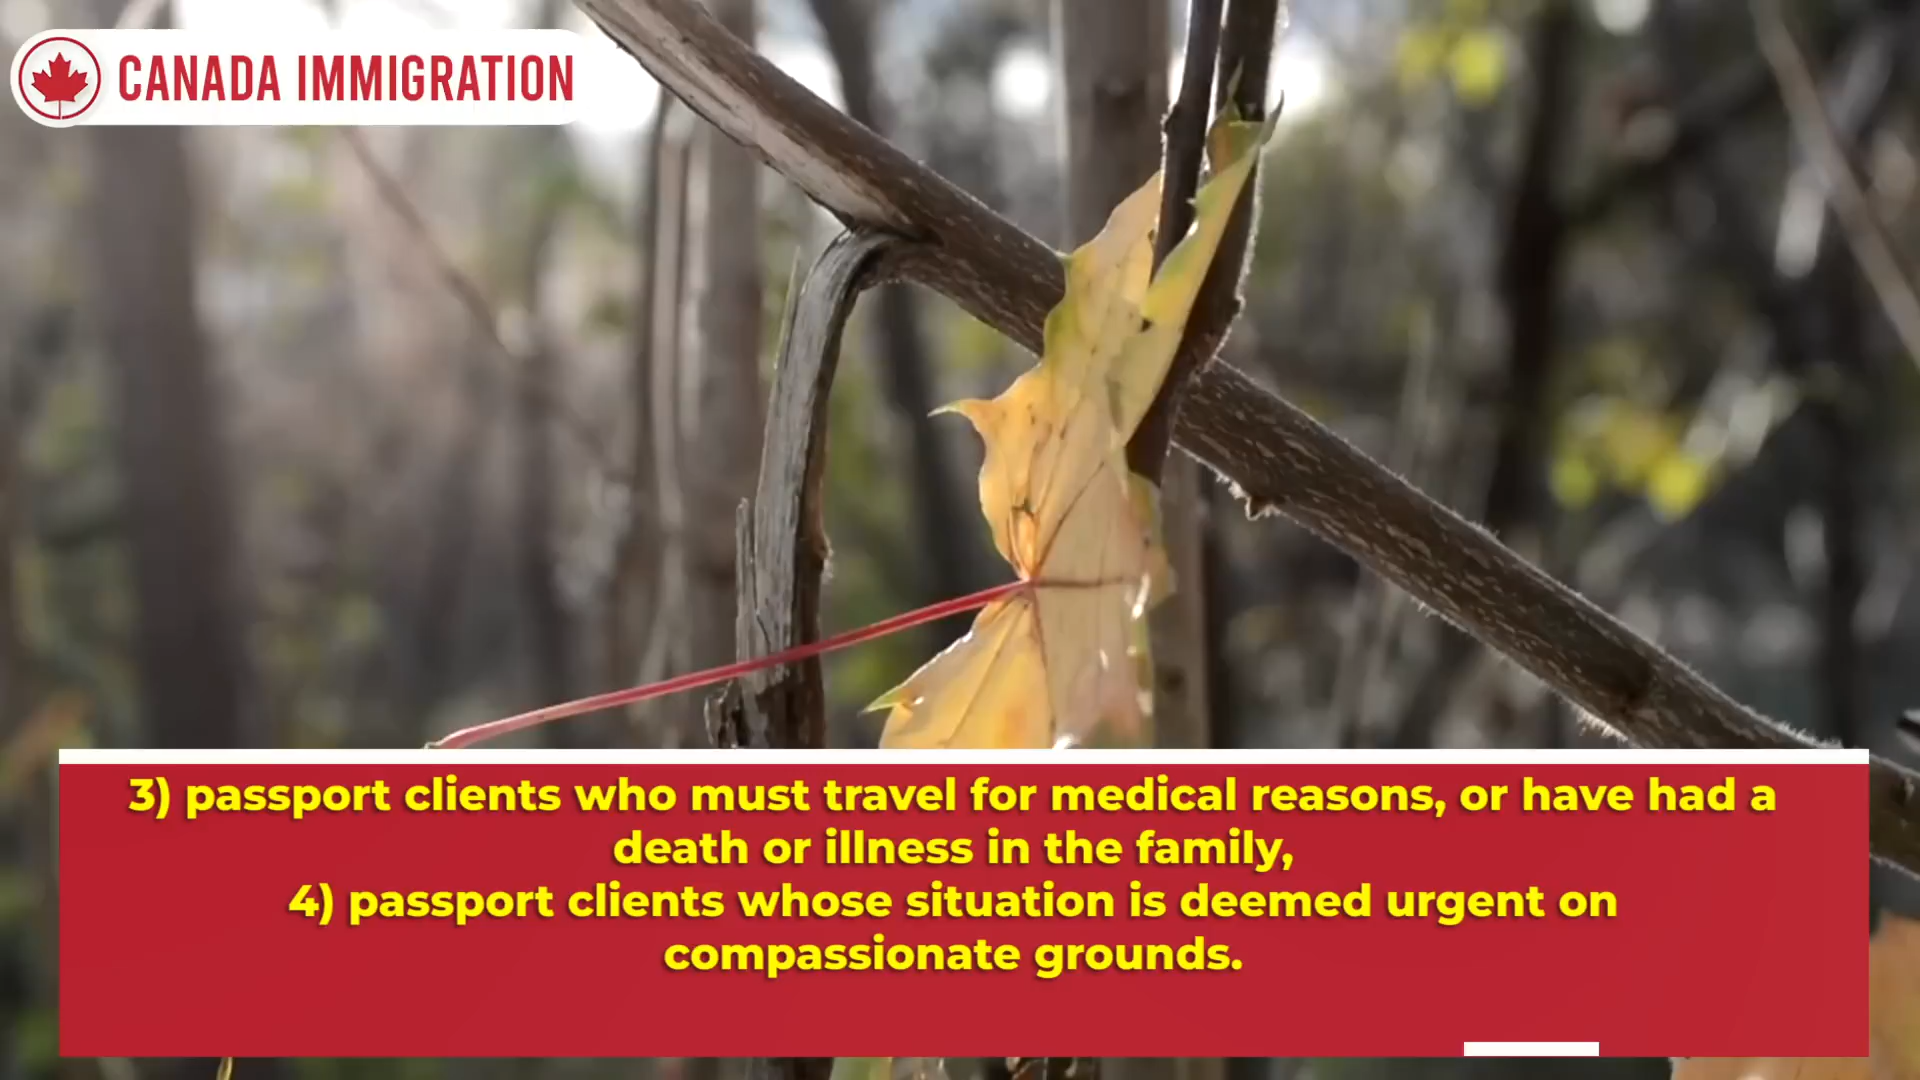 CANADA IMMIGRATION
3) passport clients who must travel for medical reasons, or have had a
death or illness in the family,
4) passport clients whose situation is deemed urgent on
compassionate grounds.